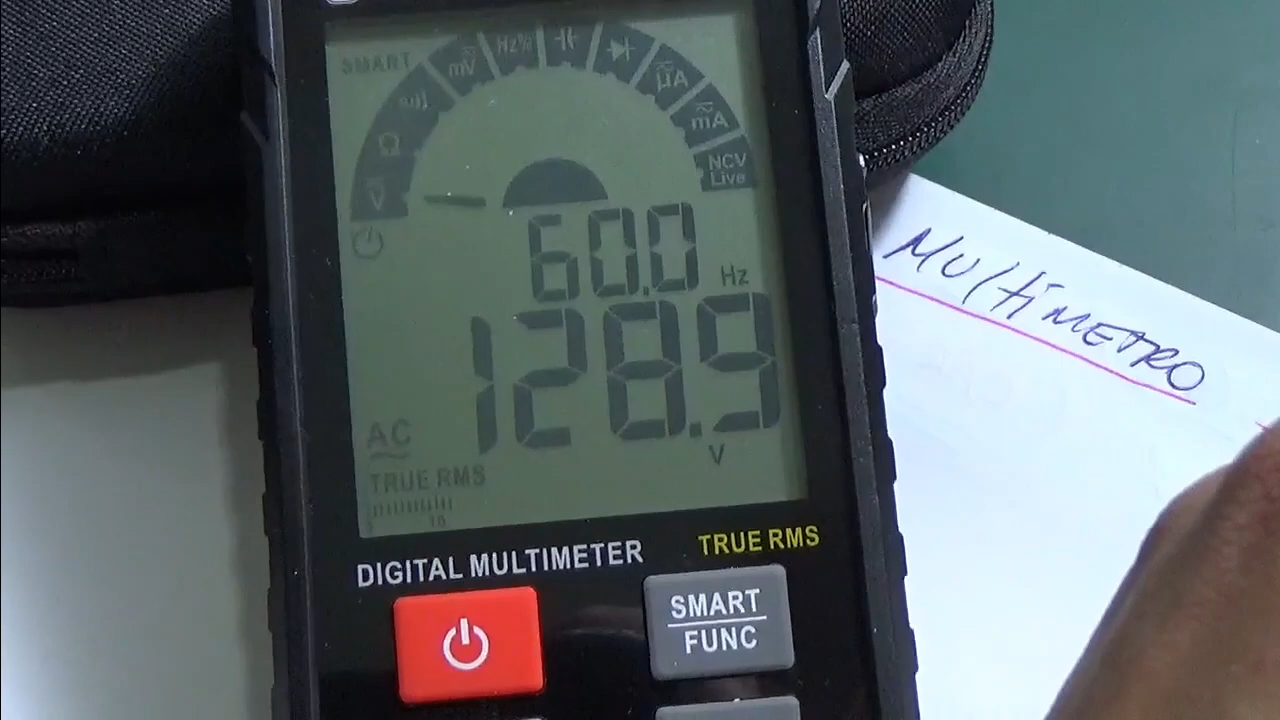 SMART
mV
Hz%
µA
mA
Ω
V
NCV
Live
60.0 Hz
128.9
V
AC
TRUE RMS
DIGITAL MULTIMETER
TRUE RMS
SMART
FUNC
MULTÍMETRO